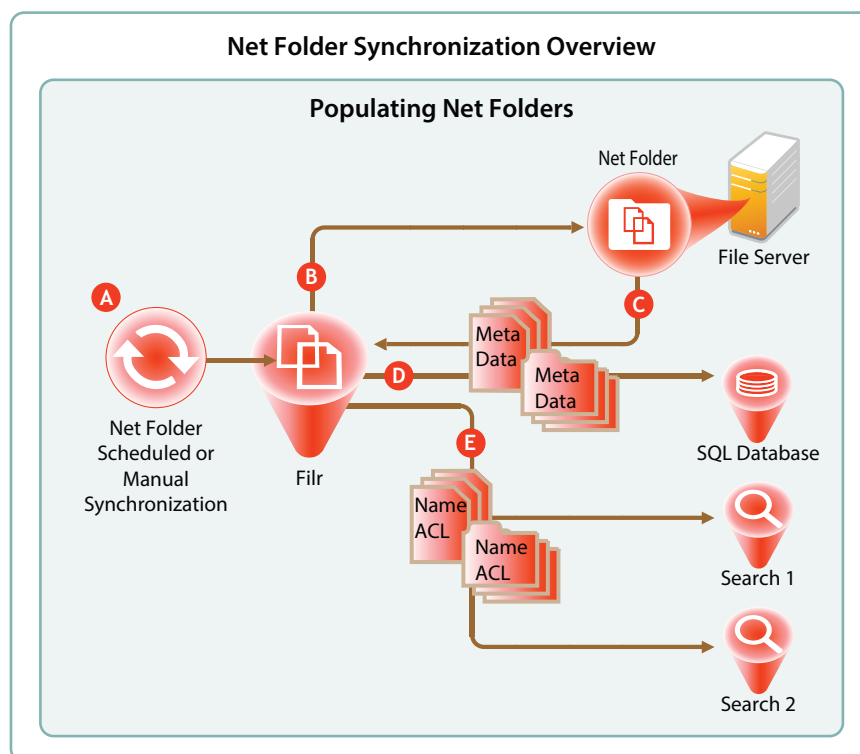 Net Folder Synchronization Overview
Populating Net Folders
Net Folder
File Server
A
B
C
Meta
Data
D
Meta
Data
Net Folder
Scheduled or
Manual
Synchronization
Filr
SQL Database
E
Name
ACL
Name
ACL
Search 1
Search 2